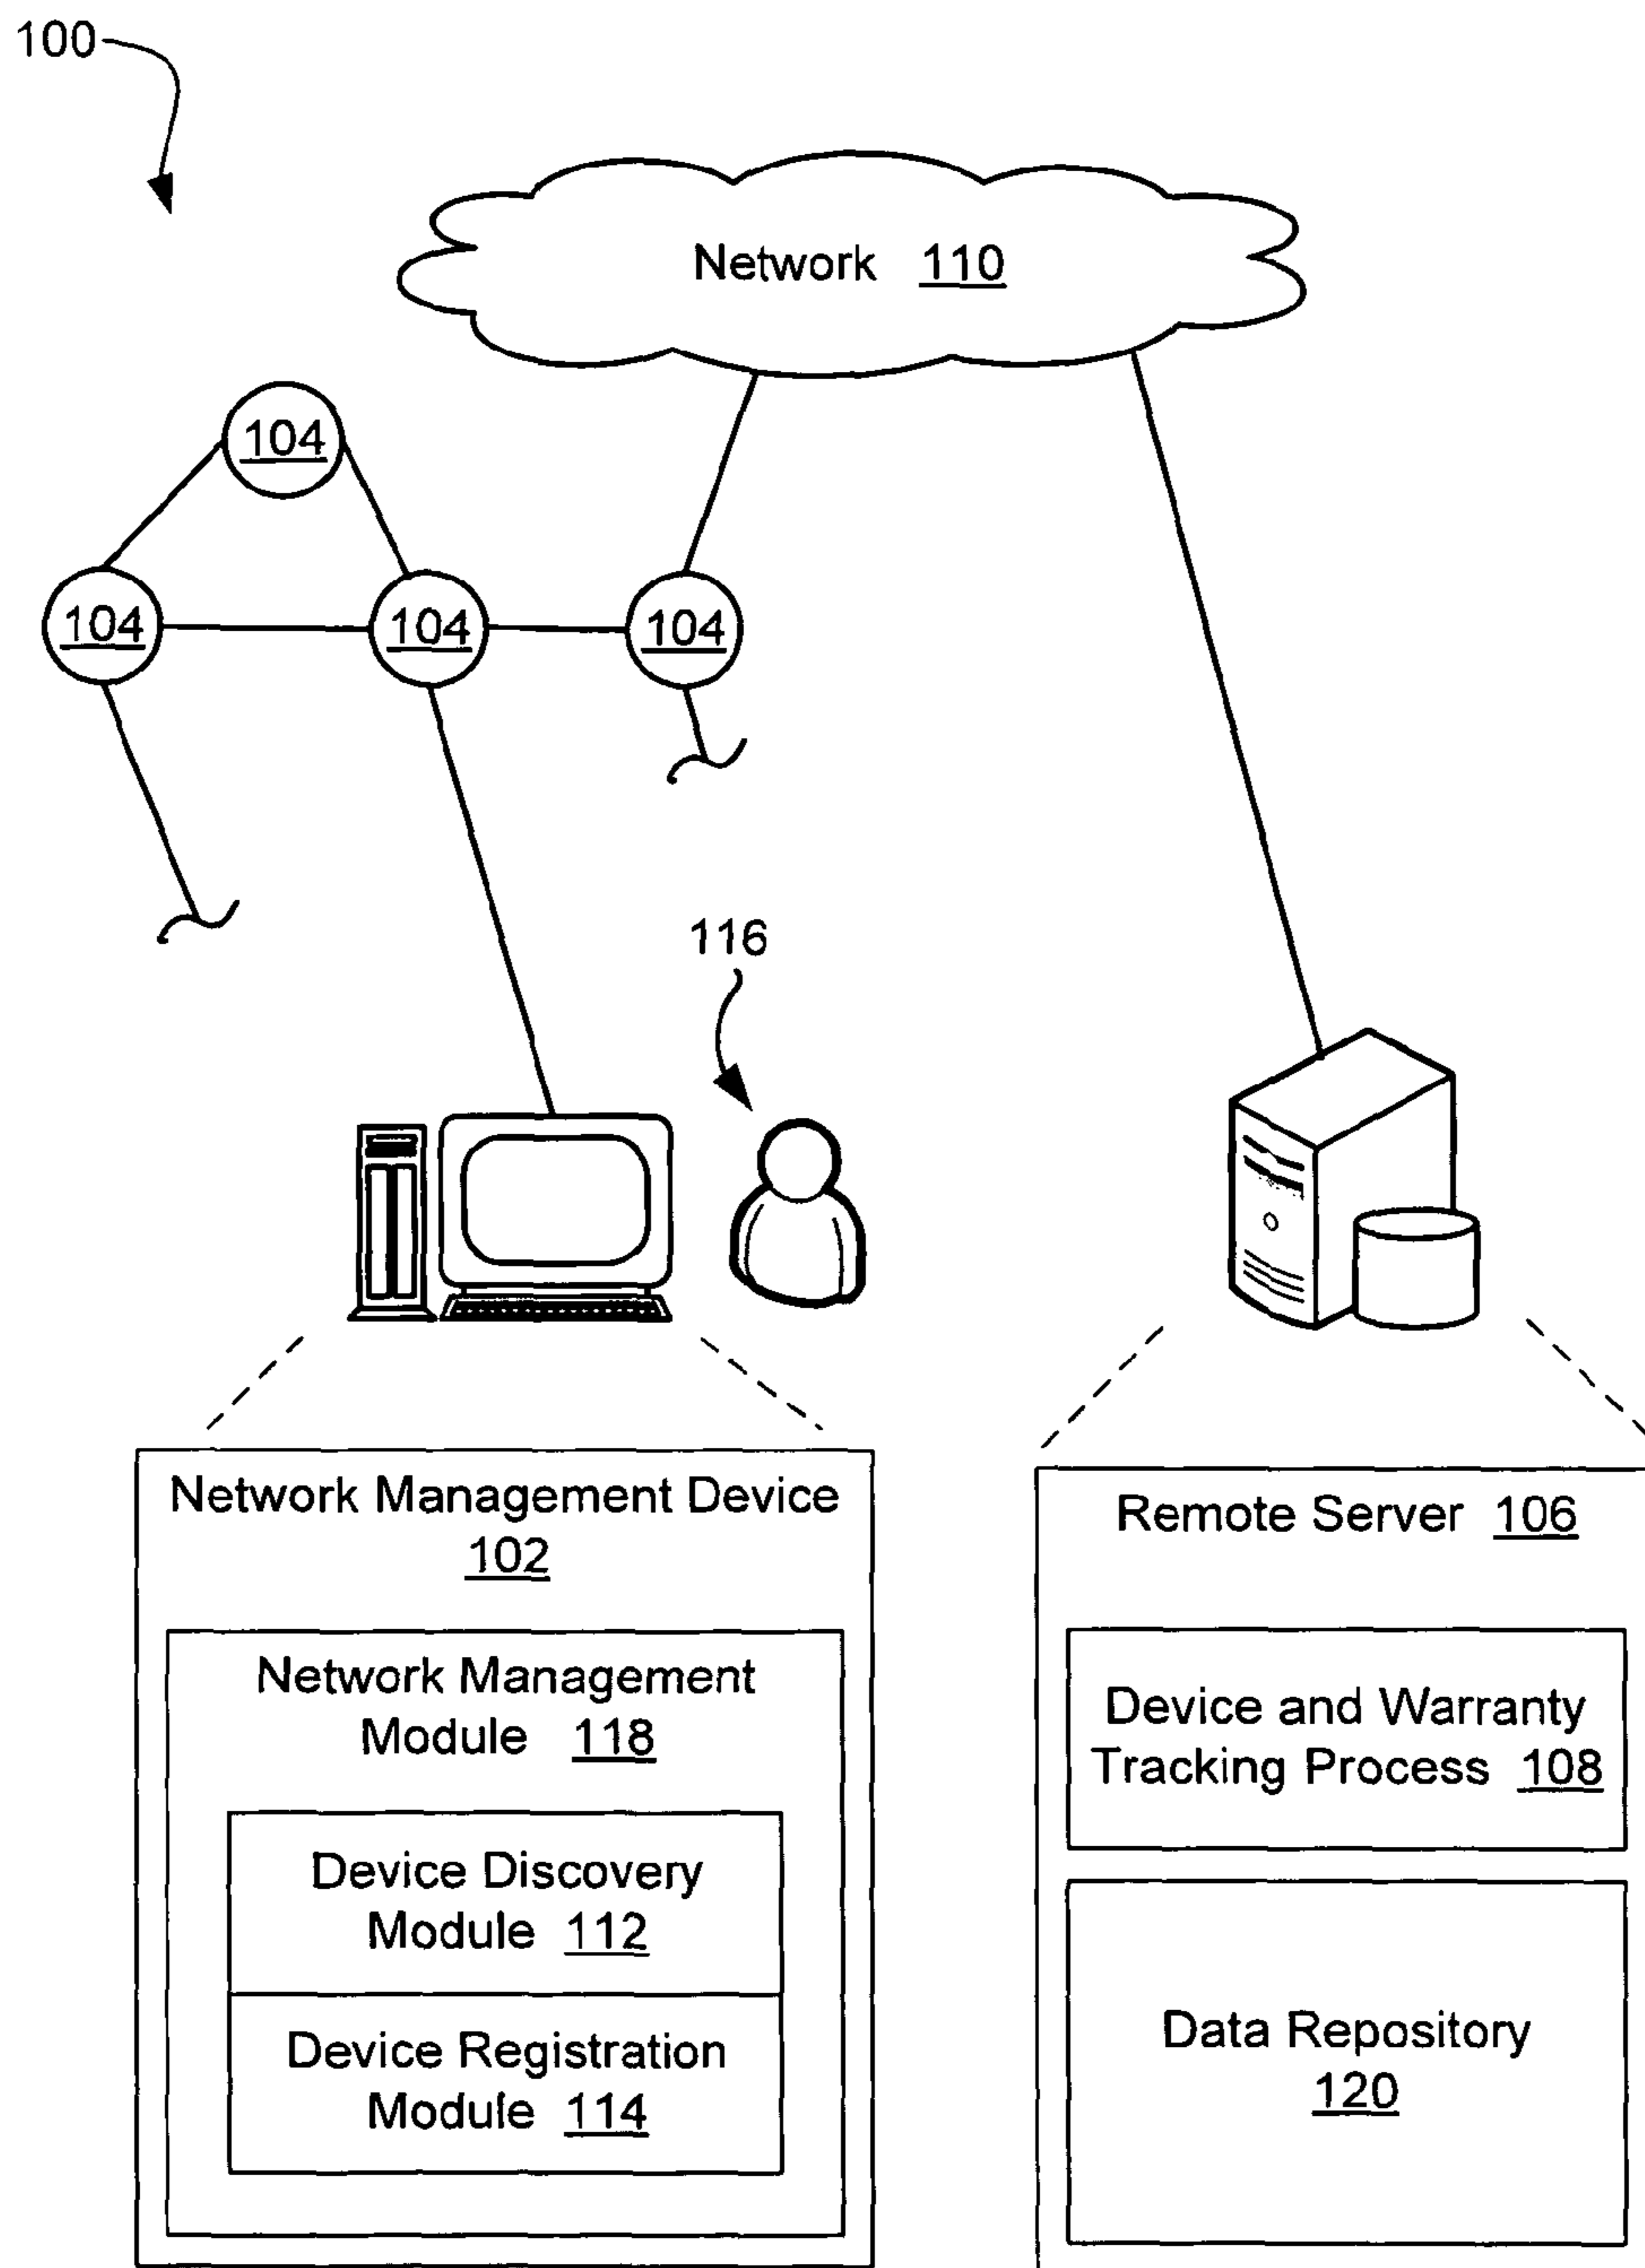 100
Network 110
104
104
104
104
116
Network Management Device
102
Network Management
Module 118
Device Discovery
Module 112
Device Registration
Module 114
Remote Server 106
Device and Warranty
Tracking Process 108
Data Repository
120